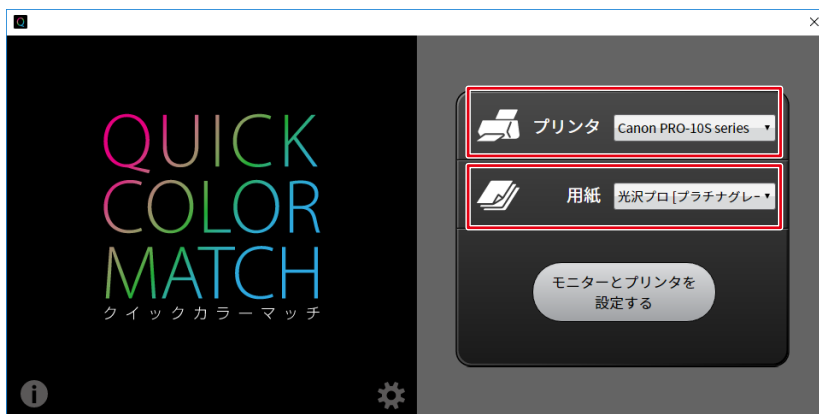 QUICK
COLOR
MATCH
クイックカラーマッチ
プリンタ
Canon PRO-10S series
用紙
光沢プロ [プラチナグレー
モニターとプリンタを
設定する